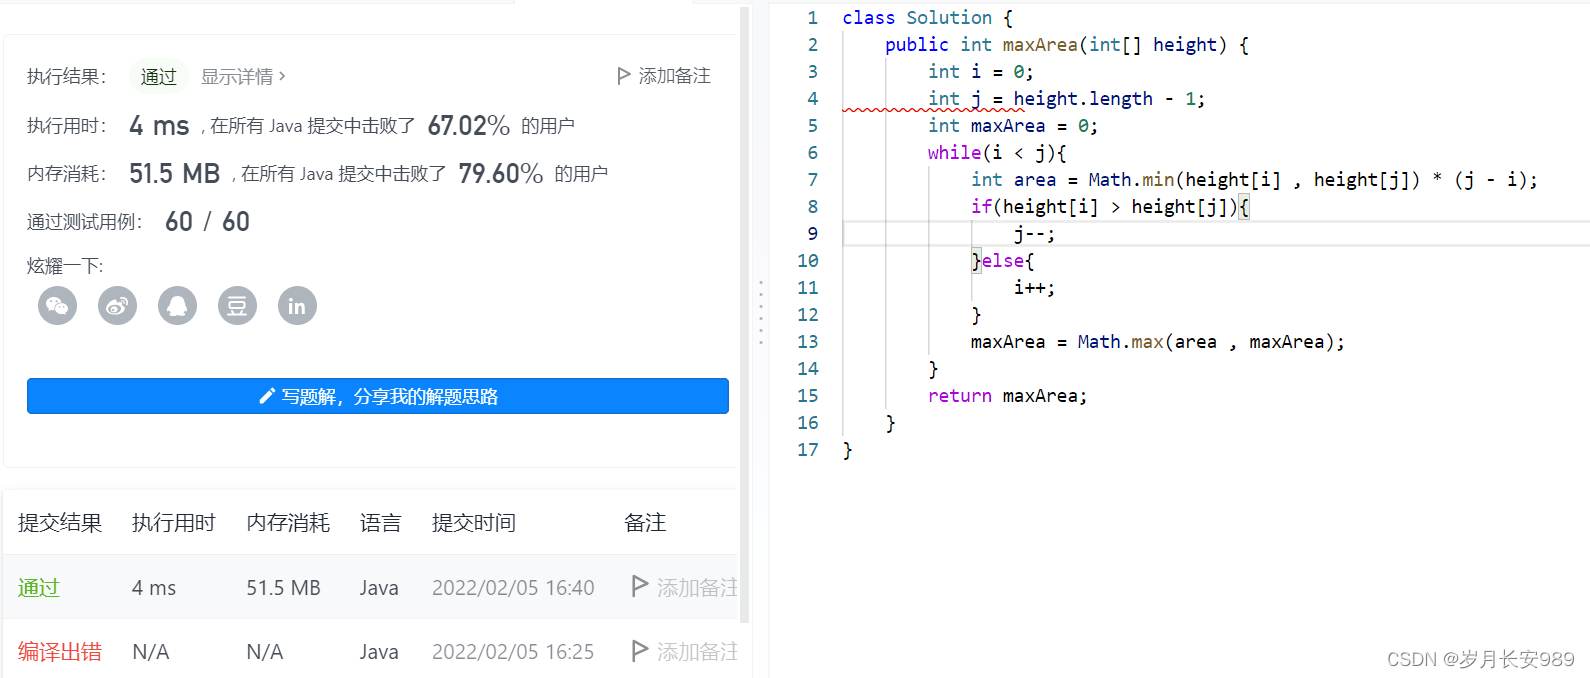 执行结果： 通过 显示详情 ›
添加备注
执行用时： 4 ms , 在所有 Java 提交中击败了 67.02% 的用户
内存消耗： 51.5 MB , 在所有 Java 提交中击败了 79.60% 的用户
通过测试用例： 60 / 60
炫耀一下:
豆 in
写题解，分享我的解题思路
提交结果 执行用时 内存消耗 语言 提交时间 备注
通过 4 ms 51.5 MB Java 2022/02/05 16:40 添加备注
编译出错 N/A N/A Java 2022/02/05 16:25 添加备注
1 class Solution {
2     public int maxArea(int[] height) {
3         int i = 0;
4         int j = height.length - 1;
5         int maxArea = 0;
6         while(i < j){
7             int area = Math.min(height[i] , height[j]) * (j - i);
8             if(height[i] > height[j]){
9                 j--;
10             }else{
11                 i++;
12             }
13             maxArea = Math.max(area , maxArea);
14         }
15         return maxArea;
16     }
17 }
CSDN @岁月长安989